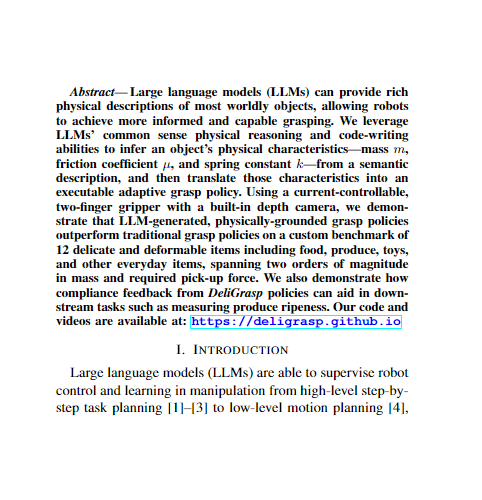 Abstract—Large language models (LLMs) can provide rich
physical descriptions of most worldly objects, allowing robots
to achieve more informed and capable grasping. We leverage
LLMs' common sense physical reasoning and code-writing
abilities to infer an object's physical characteristics—mass m,
friction coefficient μ, and spring constant k—from a semantic
description, and then translate those characteristics into an
executable adaptive grasp policy. Using a current-controllable,
two-finger gripper with a built-in depth camera, we demon-
strate that LLM-generated, physically-grounded grasp policies
outperform traditional grasp policies on a custom benchmark of
12 delicate and deformable items including food, produce, toys,
and other everyday items, spanning two orders of magnitude
in mass and required pick-up force. We also demonstrate how
compliance feedback from DeliGrasp policies can aid in down-
stream tasks such as measuring produce ripeness. Our code and
videos are available at: https://deligrasp.github.io
I. INTRODUCTION
Large language models (LLMs) are able to supervise robot
control and learning in manipulation from high-level step-by-
step task planning [1]–[3] to low-level motion planning [4],